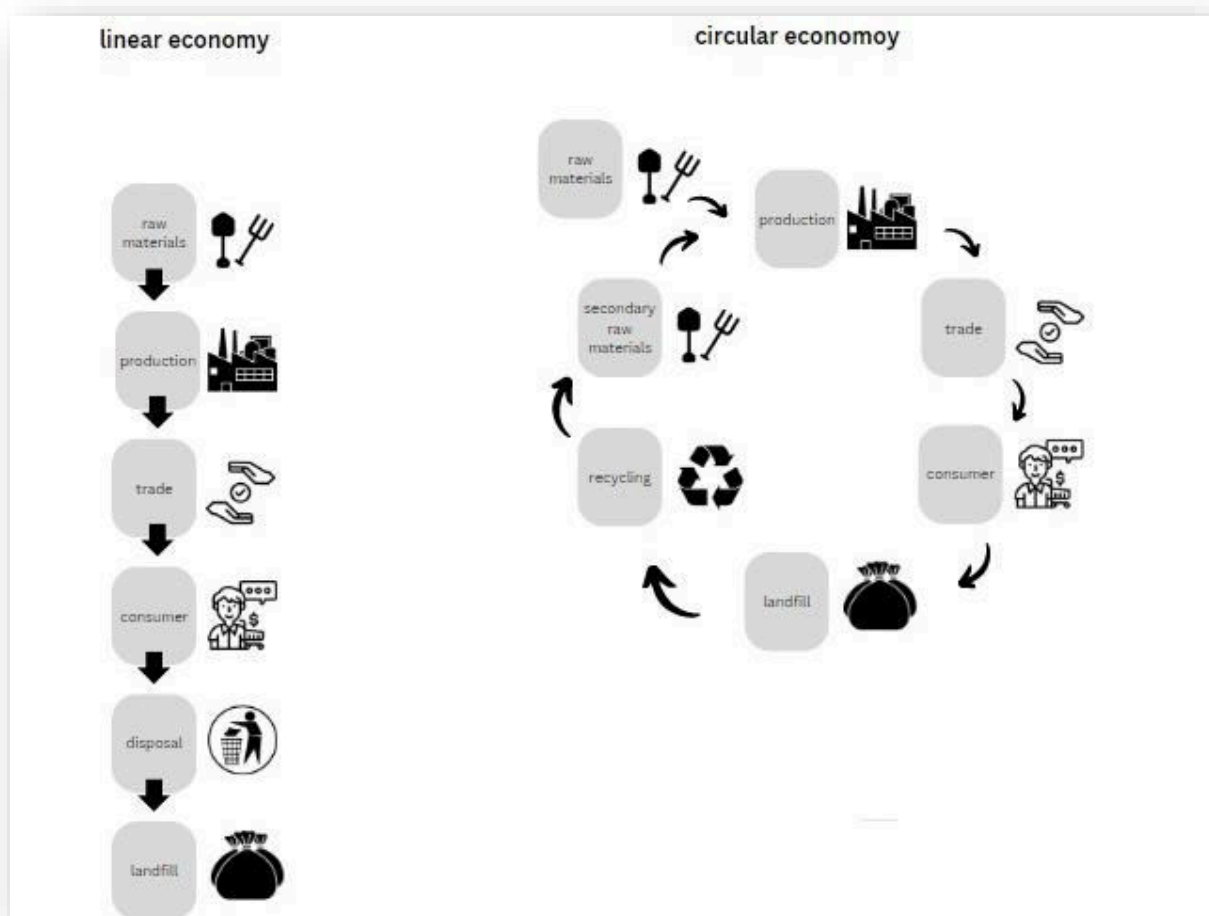 linear economy
circular economoy
raw
materials
production
trade
consumer
disposal
landfill
raw
materials
production
trade
consumer
landfill
recycling
secondary
raw
materials